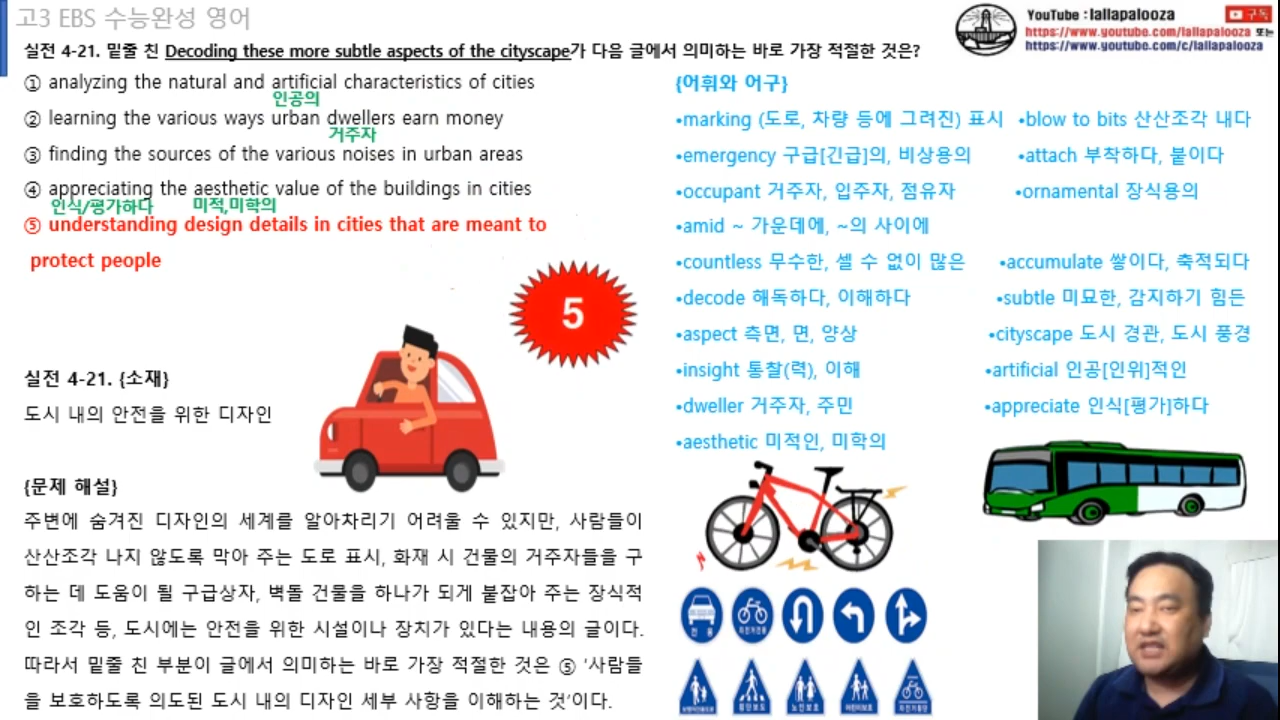 고3 EBS 수능완성 영어
YouTube : lallapalooza
구독
https://www.youtube.com/lallapalooza 또는
https://www.youtube.com/c/lallapalooza
실전 4-21. 밑줄 친 Decoding these more subtle aspects of the cityscape가 다음 글에서 의미하는 바로 가장 적절한 것은?
① analyzing the natural and artificial characteristics of cities
인공의
② learning the various ways urban dwellers earn money
거주자
③ finding the sources of the various noises in urban areas
④ appreciating the aesthetic value of the buildings in cities
인식/평가하다 미적,미학의
⑤ understanding design details in cities that are meant to
protect people
5
실전 4-21. {소재}
도시 내의 안전을 위한 디자인
{문제 해설}
주변에 숨겨진 디자인의 세계를 알아차리기 어려울 수 있지만, 사람들이
산산조각 나지 않도록 막아 주는 도로 표시, 화재 시 건물의 거주자들을 구
하는 데 도움이 될 구급상자, 벽돌 건물을 하나가 되게 붙잡아 주는 장식적
인 조각 등, 도시에는 안전을 위한 시설이나 장치가 있다는 내용의 글이다.
따라서 밑줄 친 부분이 글에서 의미하는 바로 가장 적절한 것은 ⑤ '사람들
을 보호하도록 의도된 도시 내의 디자인 세부 사항을 이해하는 것'이다.
{어휘와 어구}
•marking (도로, 차량 등에 그려진) 표시 •blow to bits 산산조각 내다
•emergency 구급[긴급]의, 비상용의 •attach 부착하다, 붙이다
•occupant 거주자, 입주자, 점유자 •ornamental 장식용의
•amid ~ 가운데에, ~의 사이에
•countless 무수한, 셀 수 없이 많은 •accumulate 쌓이다, 축적되다
•decode 해독하다, 이해하다 •subtle 미묘한, 감지하기 힘든
•aspect 측면, 면, 양상 •cityscape 도시 경관, 도시 풍경
•insight 통찰(력), 이해 •artificial 인공[인위]적인
•dweller 거주자, 주민 •appreciate 인식[평가]하다
•aesthetic 미적인, 미학의
전용
자전거전용
횡단보도
노인보호
어린이보호
자전거횡단